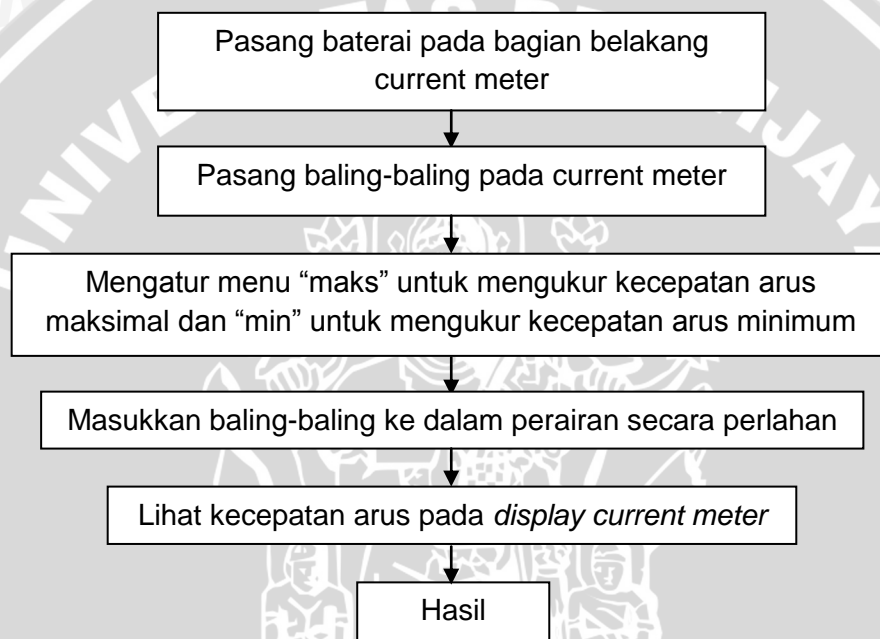 Pasang baterai pada bagian belakang
current meter
Pasang baling-baling pada current meter
Mengatur menu “maks” untuk mengukur kecepatan arus
maksimal dan “min” untuk mengukur kecepatan arus minimum
Masukkan baling-baling ke dalam perairan secara perlahan
Lihat kecepatan arus pada display current meter
Hasil